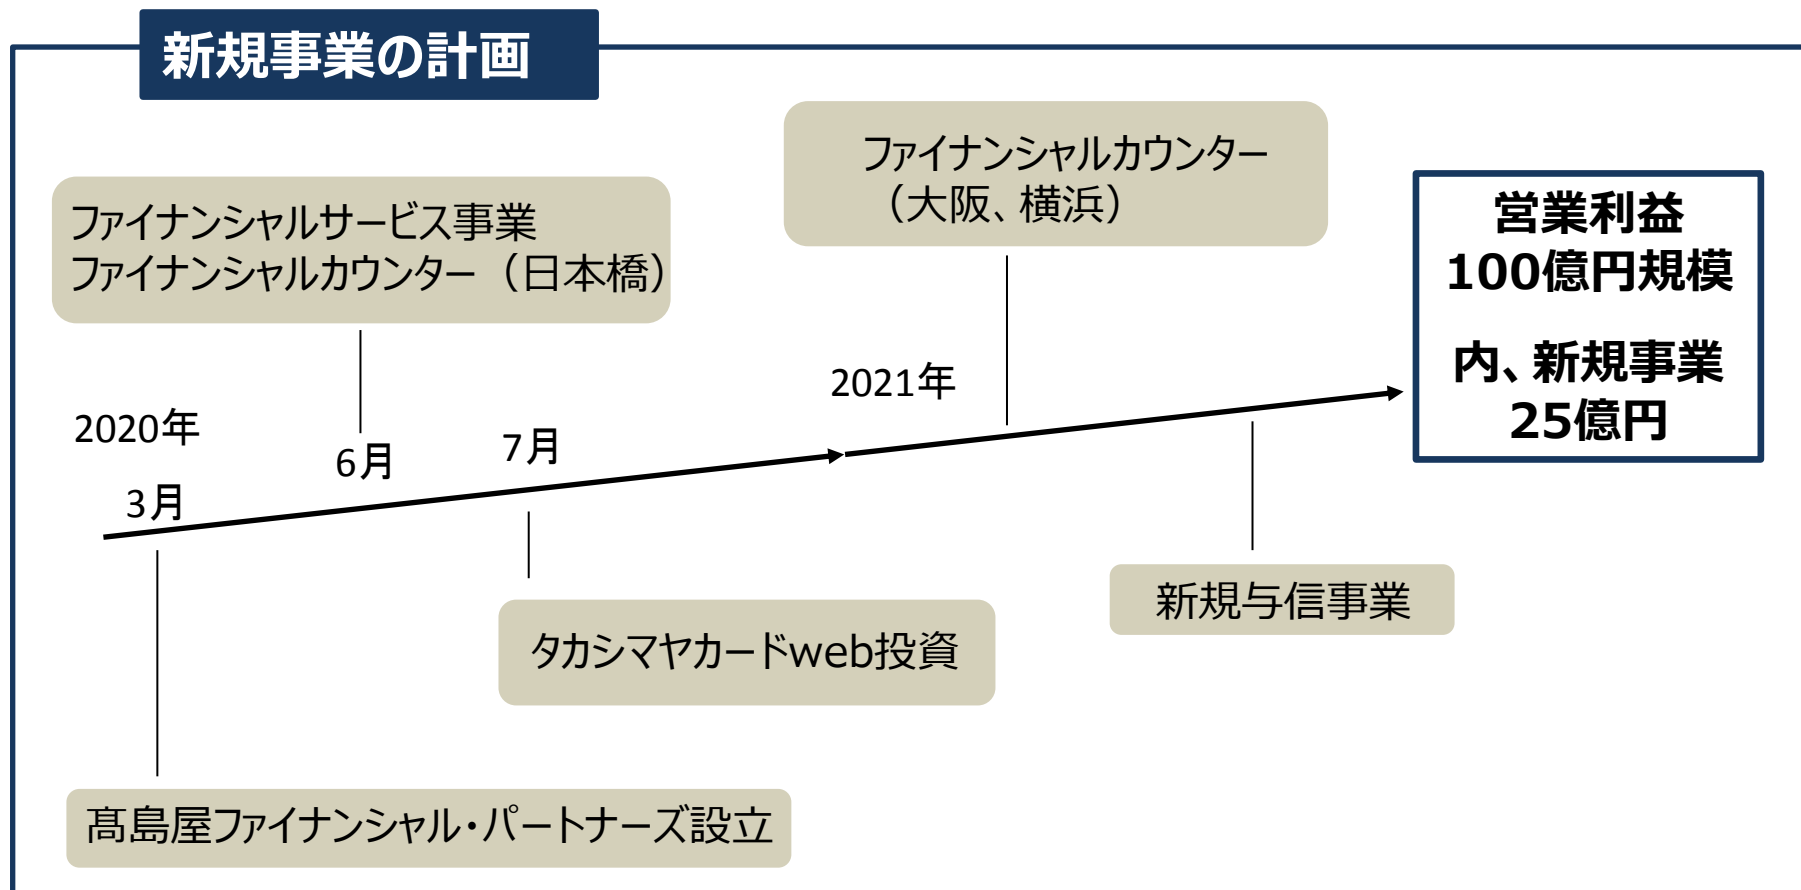 新規事業の計画
ファイナンシャルカウンター
（大阪、横浜）
ファイナンシャルサービス事業
ファイナンシャルカウンター（日本橋）
営業利益
100億円規模
内、新規事業
25億円
2020年
3月
6月
7月
2021年
タカシマヤカードweb投資
新規与信事業
髙島屋ファイナンシャル・パートナーズ設立